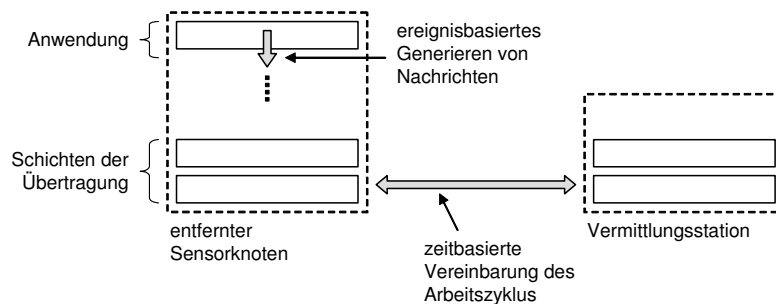 Anwendung
ereignisbasiertes
Generieren von
Nachrichten
Schichten der
Übertragung
entfernter
Sensorknoten
zeitbasierte
Vereinbarung des
Arbeitszyklus
Vermittlungsstation